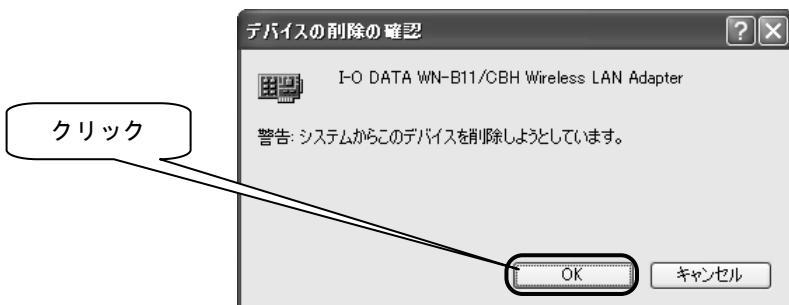 デバイスの削除の確認
I-O DATA WN-B11/CBH Wireless LAN Adapter
クリック
警告: システムからこのデバイスを削除しようとしています。
OK
キャンセル